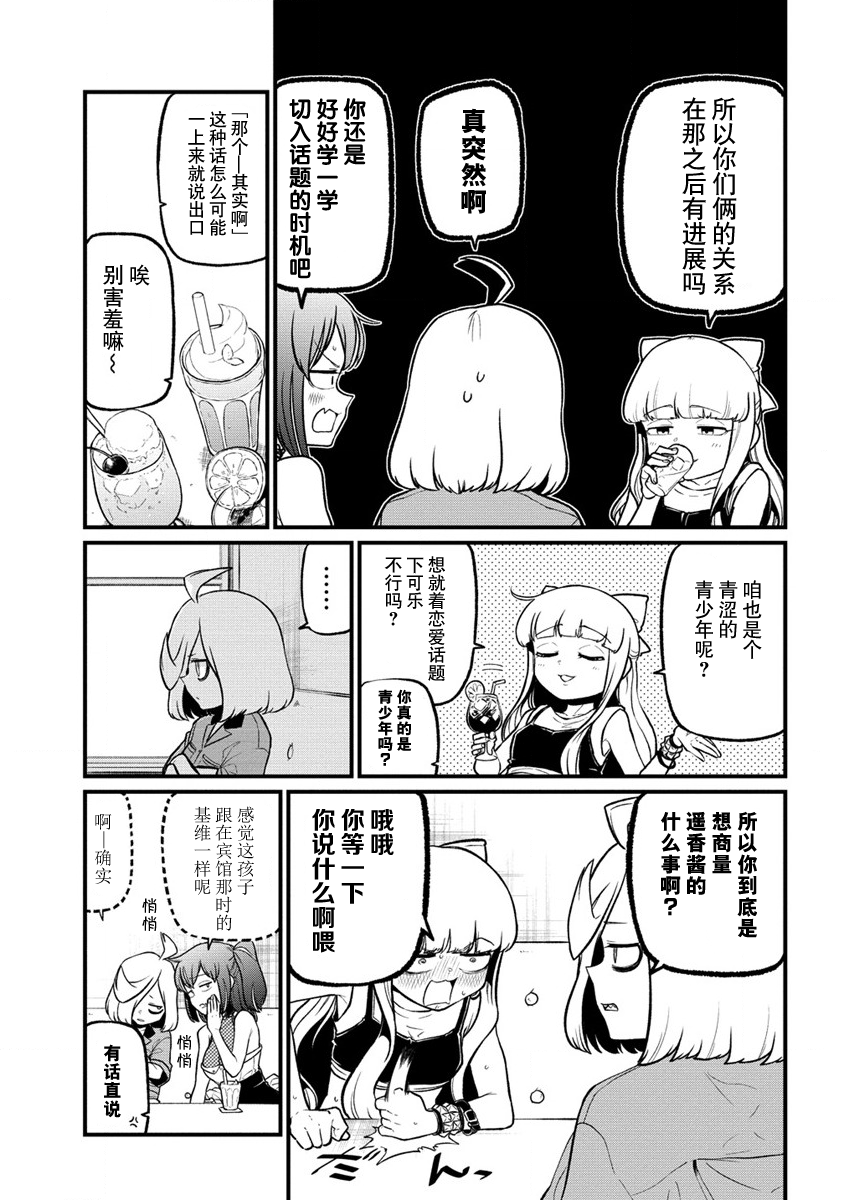 所以你们俩的关系
在那之后有进展吗
真突然啊
你还是
好好学一学
切入话题的时机吧
「那个—其实啊」
这种话怎么可能
一上来就说出口
唉
别害羞嘛～
咱也是个
青涩的
青少年呢？
想就着恋爱话题
下可乐
不行吗？
你真的是
青少年吗？
……
所以你到底是
想商量
遥香酱的
什么事啊？
哦哦
你等一下
你说什么啊喂
だんっ
感觉这孩子
跟在宾馆那时的
基维一样呢
悄悄
啊—确实
悄悄
有话直说